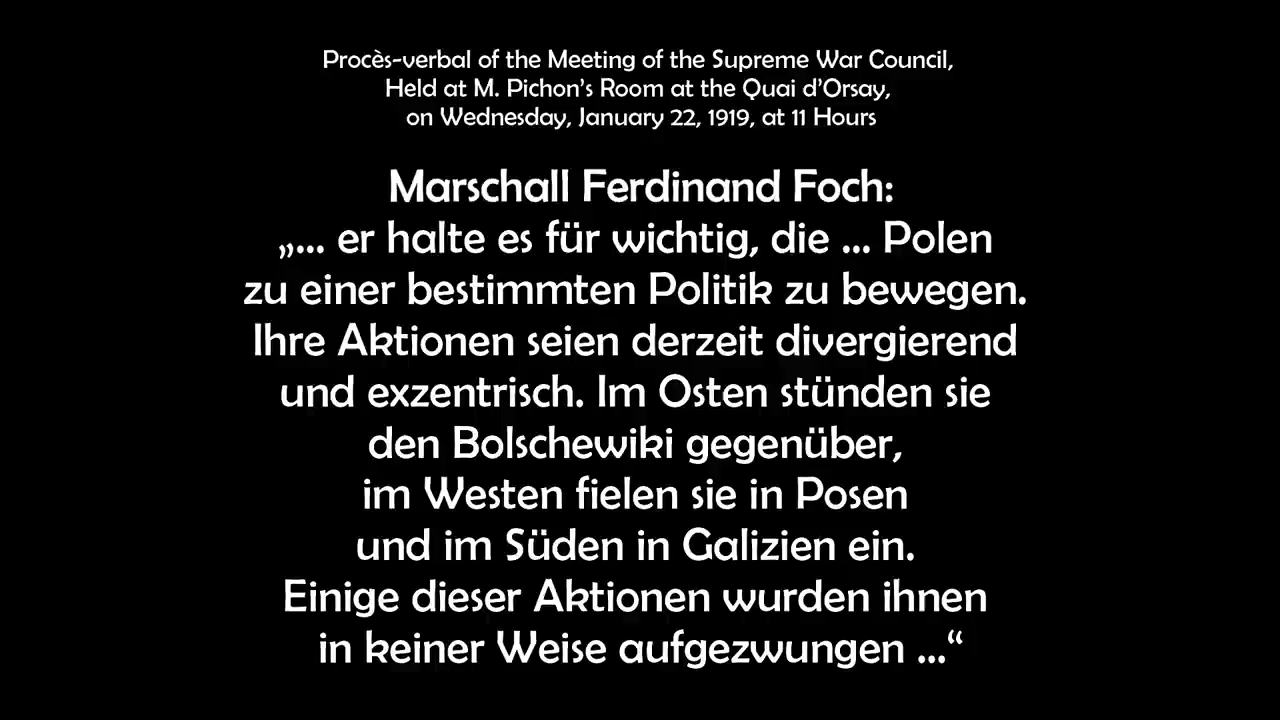 Procès-verbal of the Meeting of the Supreme War Council,
Held at M. Pichon's Room at the Quai d'Orsay,
on Wednesday, January 22, 1919, at 11 Hours
Marschall Ferdinand Foch:
„... er halte es für wichtig, die ... Polen
zu einer bestimmten Politik zu bewegen.
Ihre Aktionen seien derzeit divergierend
und exzentrisch. Im Osten stünden sie
den Bolschewiki gegenüber,
im Westen fielen sie in Posen
und im Süden in Galizien ein.
Einige dieser Aktionen wurden ihnen
in keiner Weise aufgezwungen ...“